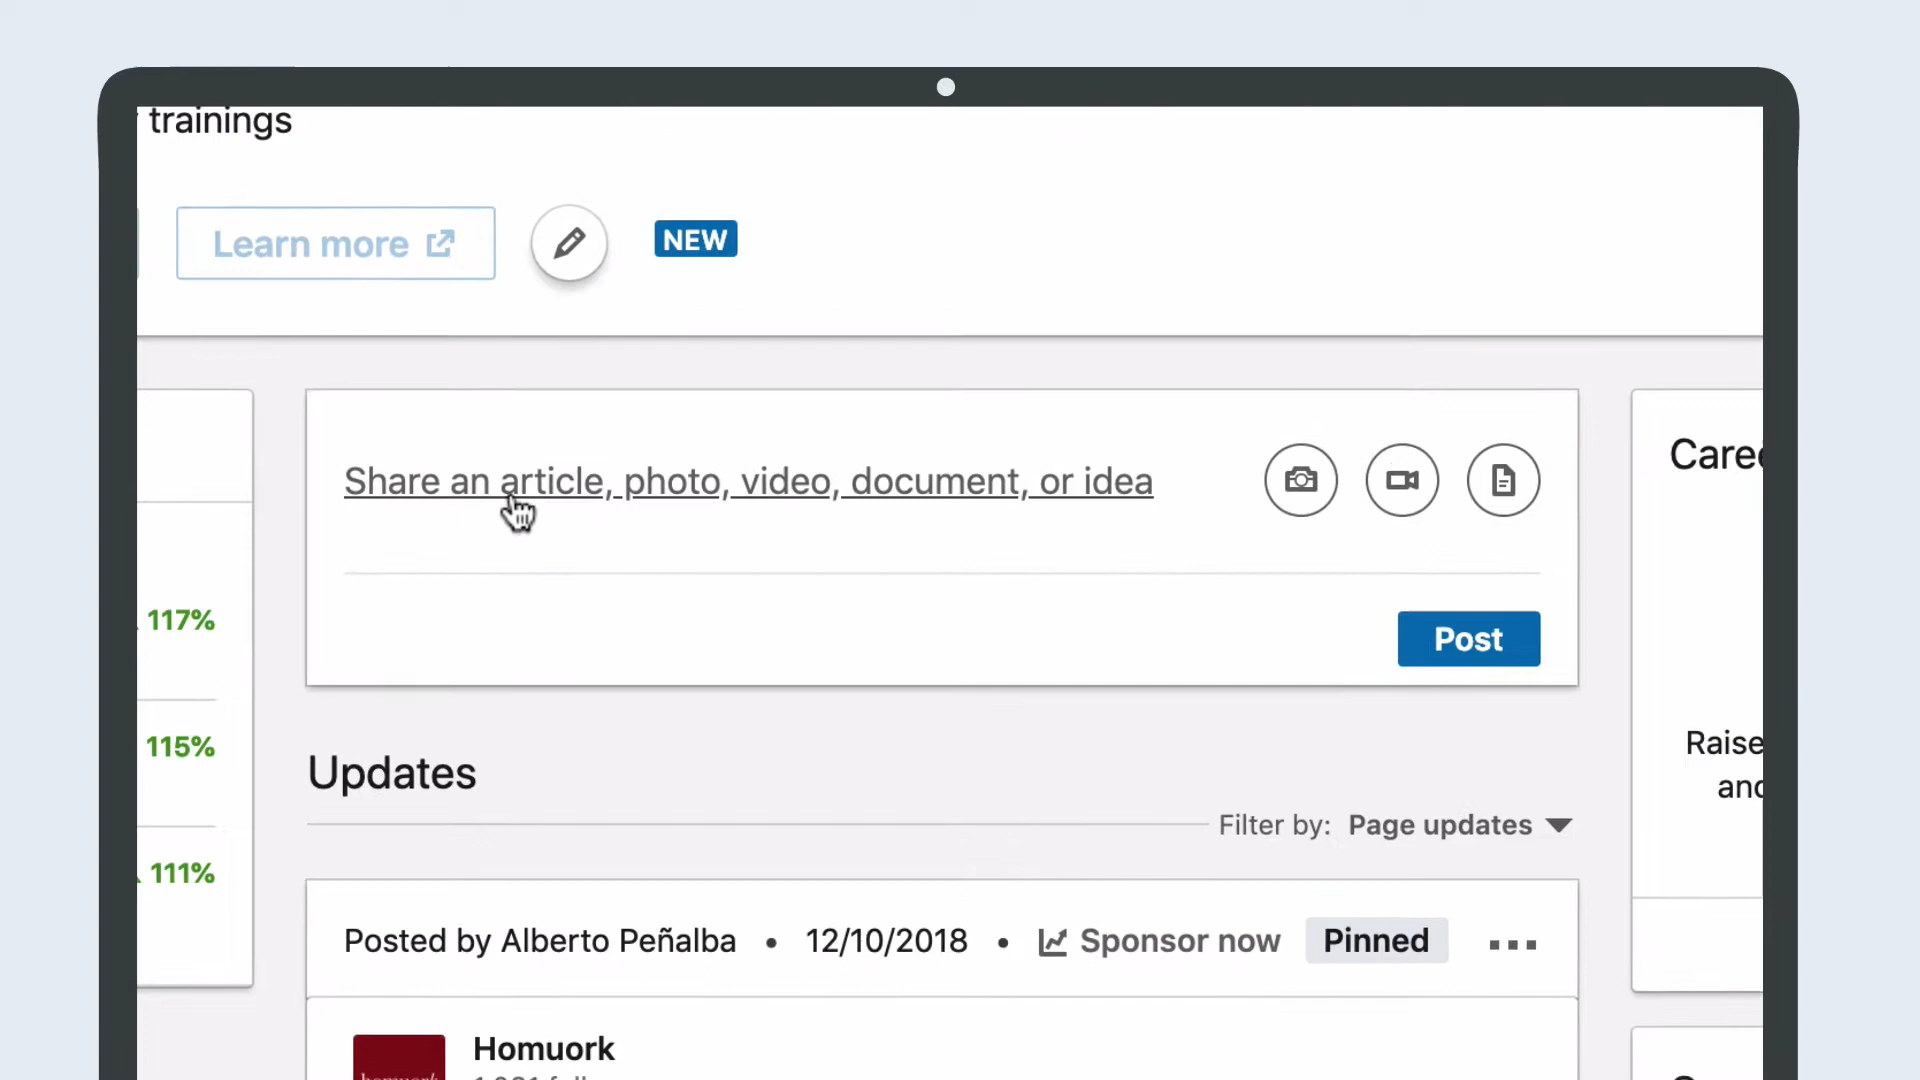 trainings
Learn more
NEW
Share an article, photo, video, document, or idea
117%
115%
111%
Post
Updates
Filter by: Page updates
Posted by Alberto Peñalba • 12/10/2018 • Sponsor now Pinned
Homuork
Raise